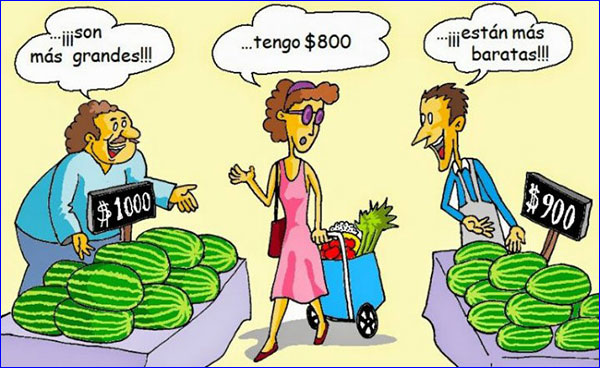 ...¡¡¡son
más grandes!!!
...tengo $800
...¡¡¡están más
baratas!!!
$1000
$900